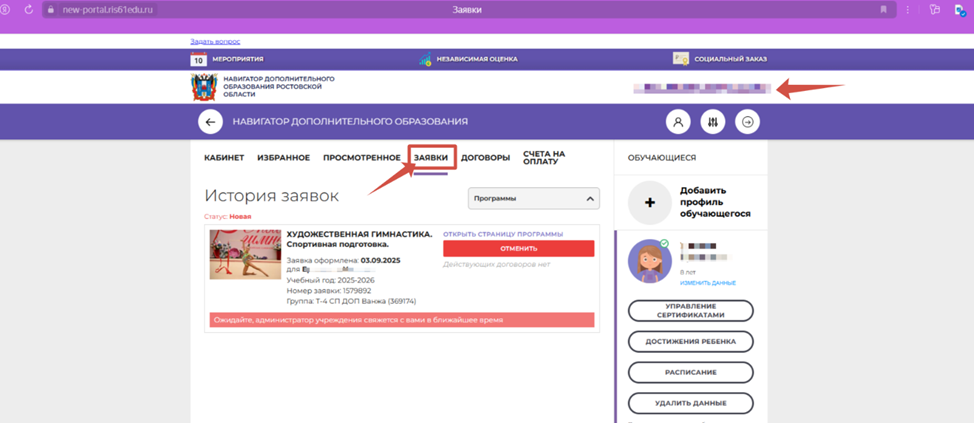 new-portal.ris61edu.ru
Заявки
Задать вопрос
10
МЕРОПРИЯТИЯ
НЕЗАВИСИМАЯ ОЦЕНКА
СОЦИАЛЬНЫЙ ЗАКАЗ
НАВИГАТОР ДОПОЛНИТЕЛЬНОГО
ОБРАЗОВАНИЯ РОСТОВСКОЙ
ОБЛАСТИ
НАВИГАТОР ДОПОЛНИТЕЛЬНОГО ОБРАЗОВАНИЯ
КАБИНЕТ
ИЗБРАННОЕ
ПРОСМОТРЕННОЕ
ЗАЯВКИ
ДОГОВОРЫ
СЧЕТА НА
ОПЛАТУ
История заявок
Программы
Статус: Новая
ХУДОЖЕСТВЕННАЯ ГИМНАСТИКА.
Спортивная подготовка.
Заявка оформлена: 03.09.2025
для
Учебный год: 2025-2026
Номер заявки: 1579892
Группа: Т-4 СП ДОП Ванжа (369174)
ОТКРЫТЬ СТРАНИЦУ ПРОГРАММЫ
ОТМЕНИТЬ
Действующих договоров нет
Ожидайте, администратор учреждения свяжется с вами в ближайшее время
ОБУЧАЮЩИЕСЯ
Добавить
профиль
обучающегося
8 лет
ИЗМЕНИТЬ ДАННЫЕ
УПРАВЛЕНИЕ
СЕРТИФИКАТАМИ
ДОСТИЖЕНИЯ РЕБЕНКА
РАСПИСАНИЕ
УДАЛИТЬ ДАННЫЕ